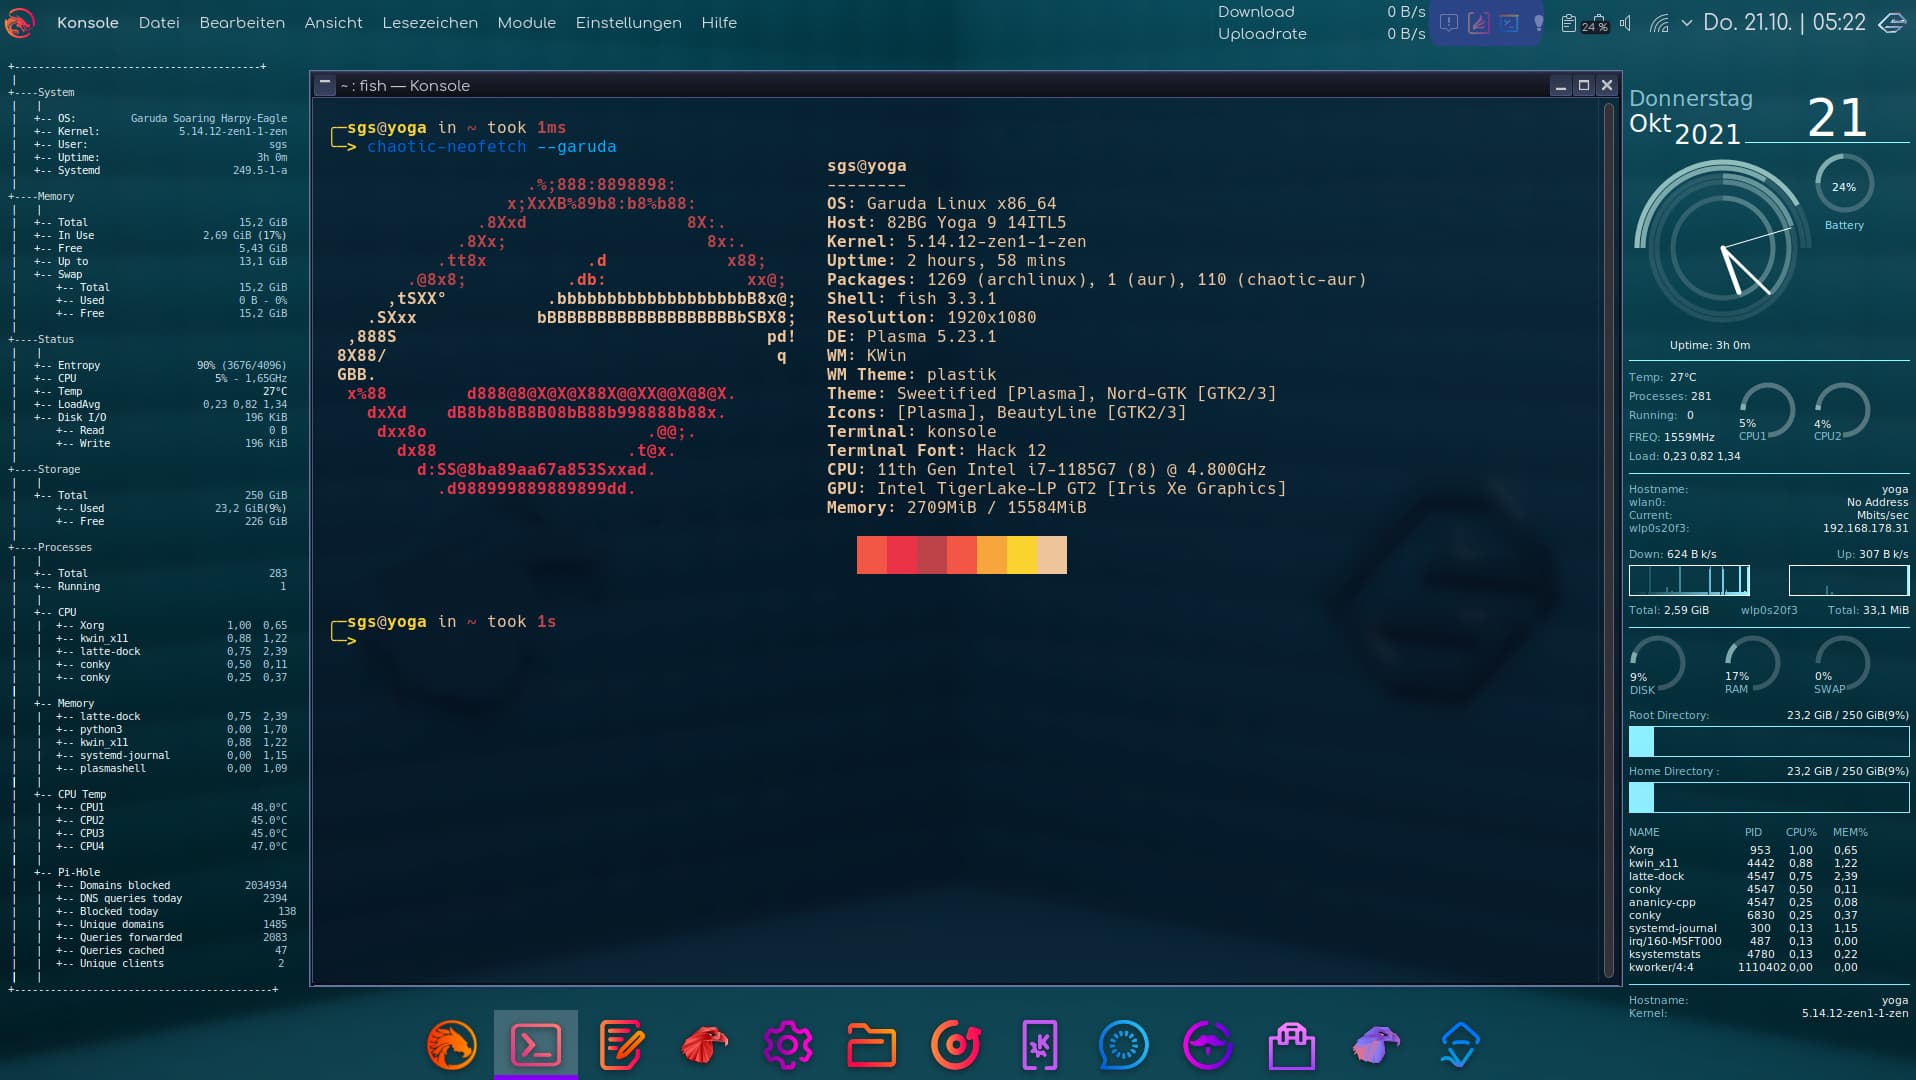 Konsole Datei Bearbeiten Ansicht Lesezeichen Module Einstellungen Hilfe
Download 0 B/s
Uploadrate 0 B/s
24 %
Do. 21.10. | 05:22
+-----------------------------------------+
|
+----System
| |
| +-- OS: Garuda Soaring Harpy-Eagle
| +-- Kernel: 5.14.12-zen1-1-zen
| +-- User: sgs
| +-- Uptime: 3h 0m
| +-- Systemd 249.5-1-a
|
+----Memory
| |
| +-- Total 15,2 GiB
| +-- In Use 2,69 GiB (17%)
| +-- Free 5,43 GiB
| +-- Up to 13,1 GiB
| +-- Swap
| +-- Total 15,2 GiB
| +-- Used 0 B - 0%
| +-- Free 15,2 GiB
|
+----Status
| |
| +-- Entropy 90% (3676/4096)
| +-- CPU 5% - 1,65GHz
| +-- Temp 27°C
| +-- LoadAvg 0,23 0,82 1,34
| +-- Disk I/O 196 KiB
| +-- Read 0 B
| +-- Write 196 KiB
|
+----Storage
| |
| +-- Total 250 GiB
| +-- Used 23,2 GiB(9%)
| +-- Free 226 GiB
|
+----Processes
| |
| +-- Total 283
| +-- Running 1
| |
| +-- CPU
| | +-- Xorg 1,00 0,65
| | +-- kwin_x11 0,88 1,22
| | +-- latte-dock 0,75 2,39
| | +-- conky 0,50 0,11
| | +-- conky 0,25 0,37
| |
| +-- Memory
| | +-- latte-dock 0,75 2,39
| | +-- python3 0,00 1,70
| | +-- kwin_x11 0,88 1,22
| | +-- systemd-journal 0,00 1,15
| | +-- plasmashell 0,00 1,09
| |
| +-- CPU Temp
| | +-- CPU1 48.0°C
| | +-- CPU2 45.0°C
| | +-- CPU3 45.0°C
| | +-- CPU4 47.0°C
| |
| +-- Pi-Hole
| | +-- Domains blocked 2034934
| | +-- DNS queries today 2394
| | +-- Blocked today 138
| | +-- Unique domains 1485
| | +-- Queries forwarded 2083
| | +-- Queries cached 47
| | +-- Unique clients 2
| |
+-------------------------------------------+
~ : fish — Konsole
╭─sgs@yoga in ~ took 1ms
╰─> chaotic-neofetch --garuda
sgs@yoga
.%;888:8898898: --------
x;XxXB%89b8:b8%b88: OS: Garuda Linux x86_64
.8Xxd 8X:. Host: 82BG Yoga 9 14ITL5
.8Xx; 8x:. Kernel: 5.14.12-zen1-1-zen
.tt8x .d x88; Uptime: 2 hours, 58 mins
.@8x8; .db: xx@; Packages: 1269 (archlinux), 1 (aur), 110 (chaotic-aur)
,tSXX° .bbbbbbbbbbbbbbbbbbbB8x@; Shell: fish 3.3.1
.SXxx bBBBBBBBBBBBBBBBBBBBbSBX8; Resolution: 1920x1080
,888S pd! DE: Plasma 5.23.1
8X88/ q WM: KWin
GBB. WM Theme: plastik
x%88 d888@8@X@X@X88X@@XX@@X@8@X. Theme: Sweetified [Plasma], Nord-GTK [GTK2/3]
dxXd dB8b8b8B8B08bB88b998888b88x. Icons: [Plasma], BeautyLine [GTK2/3]
dxx8o .@@;. Terminal: konsole
dx88 .t@x. Terminal Font: Hack 12
d:SS@8ba89aa67a853Sxxad. CPU: 11th Gen Intel i7-1185G7 (8) @ 4.800GHz
.d988999889889899dd. GPU: Intel TigerLake-LP GT2 [Iris Xe Graphics]
Memory: 2709MiB / 15584MiB
╭─sgs@yoga in ~ took 1s
╰─>
Donnerstag
Okt 2021 21
24%
Battery
Uptime: 3h 0m
Temp: 27°C
Processes: 281
Running: 0
FREQ: 1559MHz
Load: 0,23 0,82 1,34
5% CPU1
4% CPU2
Hostname: yoga
wlan0: No Address
Current: Mbits/sec
wlp0s20f3: 192.168.178.31
Down: 624 B k/s Up: 307 B k/s
Total: 2,59 GiB wlp0s20f3 Total: 33,1 MiB
9% 17% 0%
DISK RAM SWAP
Root Directory: 23,2 GiB / 250 GiB(9%)
Home Directory : 23,2 GiB / 250 GiB(9%)
NAME PID CPU% MEM%
Xorg 953 1,00 0,65
kwin_x11 4442 0,88 1,22
latte-dock 4547 0,75 2,39
conky 4547 0,50 0,11
ananicy-cpp 4547 0,25 0,08
conky 6830 0,25 0,37
systemd-journal 300 0,13 1,15
irq/160-MSFT000 487 0,13 0,00
ksystemstats 4780 0,13 0,22
kworker/4:4 1110402 0,00 0,00
Hostname: yoga
Kernel: 5.14.12-zen1-1-zen